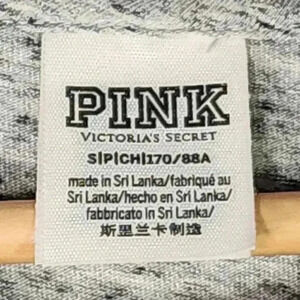 PINK
VICTORIA'S SECRET
S|P|CH|170/88A
made in Sri Lanka/fabriqué au
Sri Lanka/hecho en Sri Lanka/
fabbricato in Sri Lanka/
斯里兰卡制造